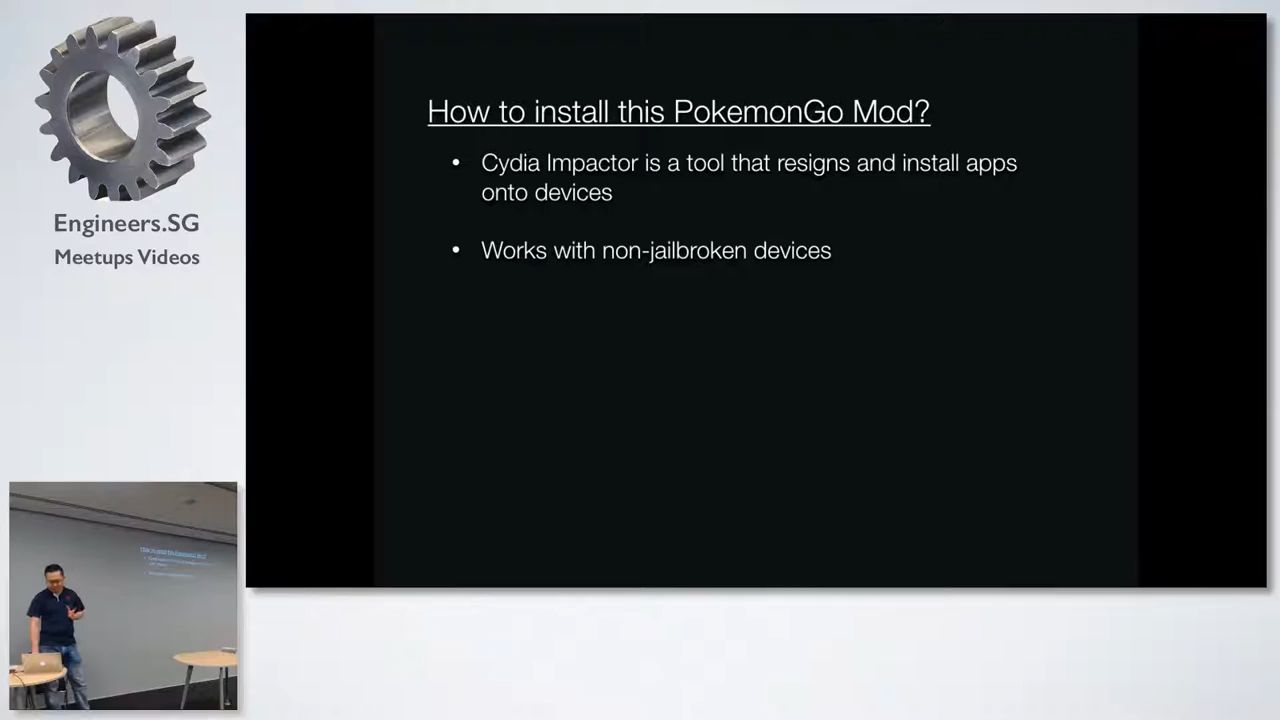 Engineers.SG
Meetups Videos
How to install this PokemonGo Mod?
• Cydia Impactor is a tool that resigns and install apps
onto devices
• Works with non-jailbroken devices